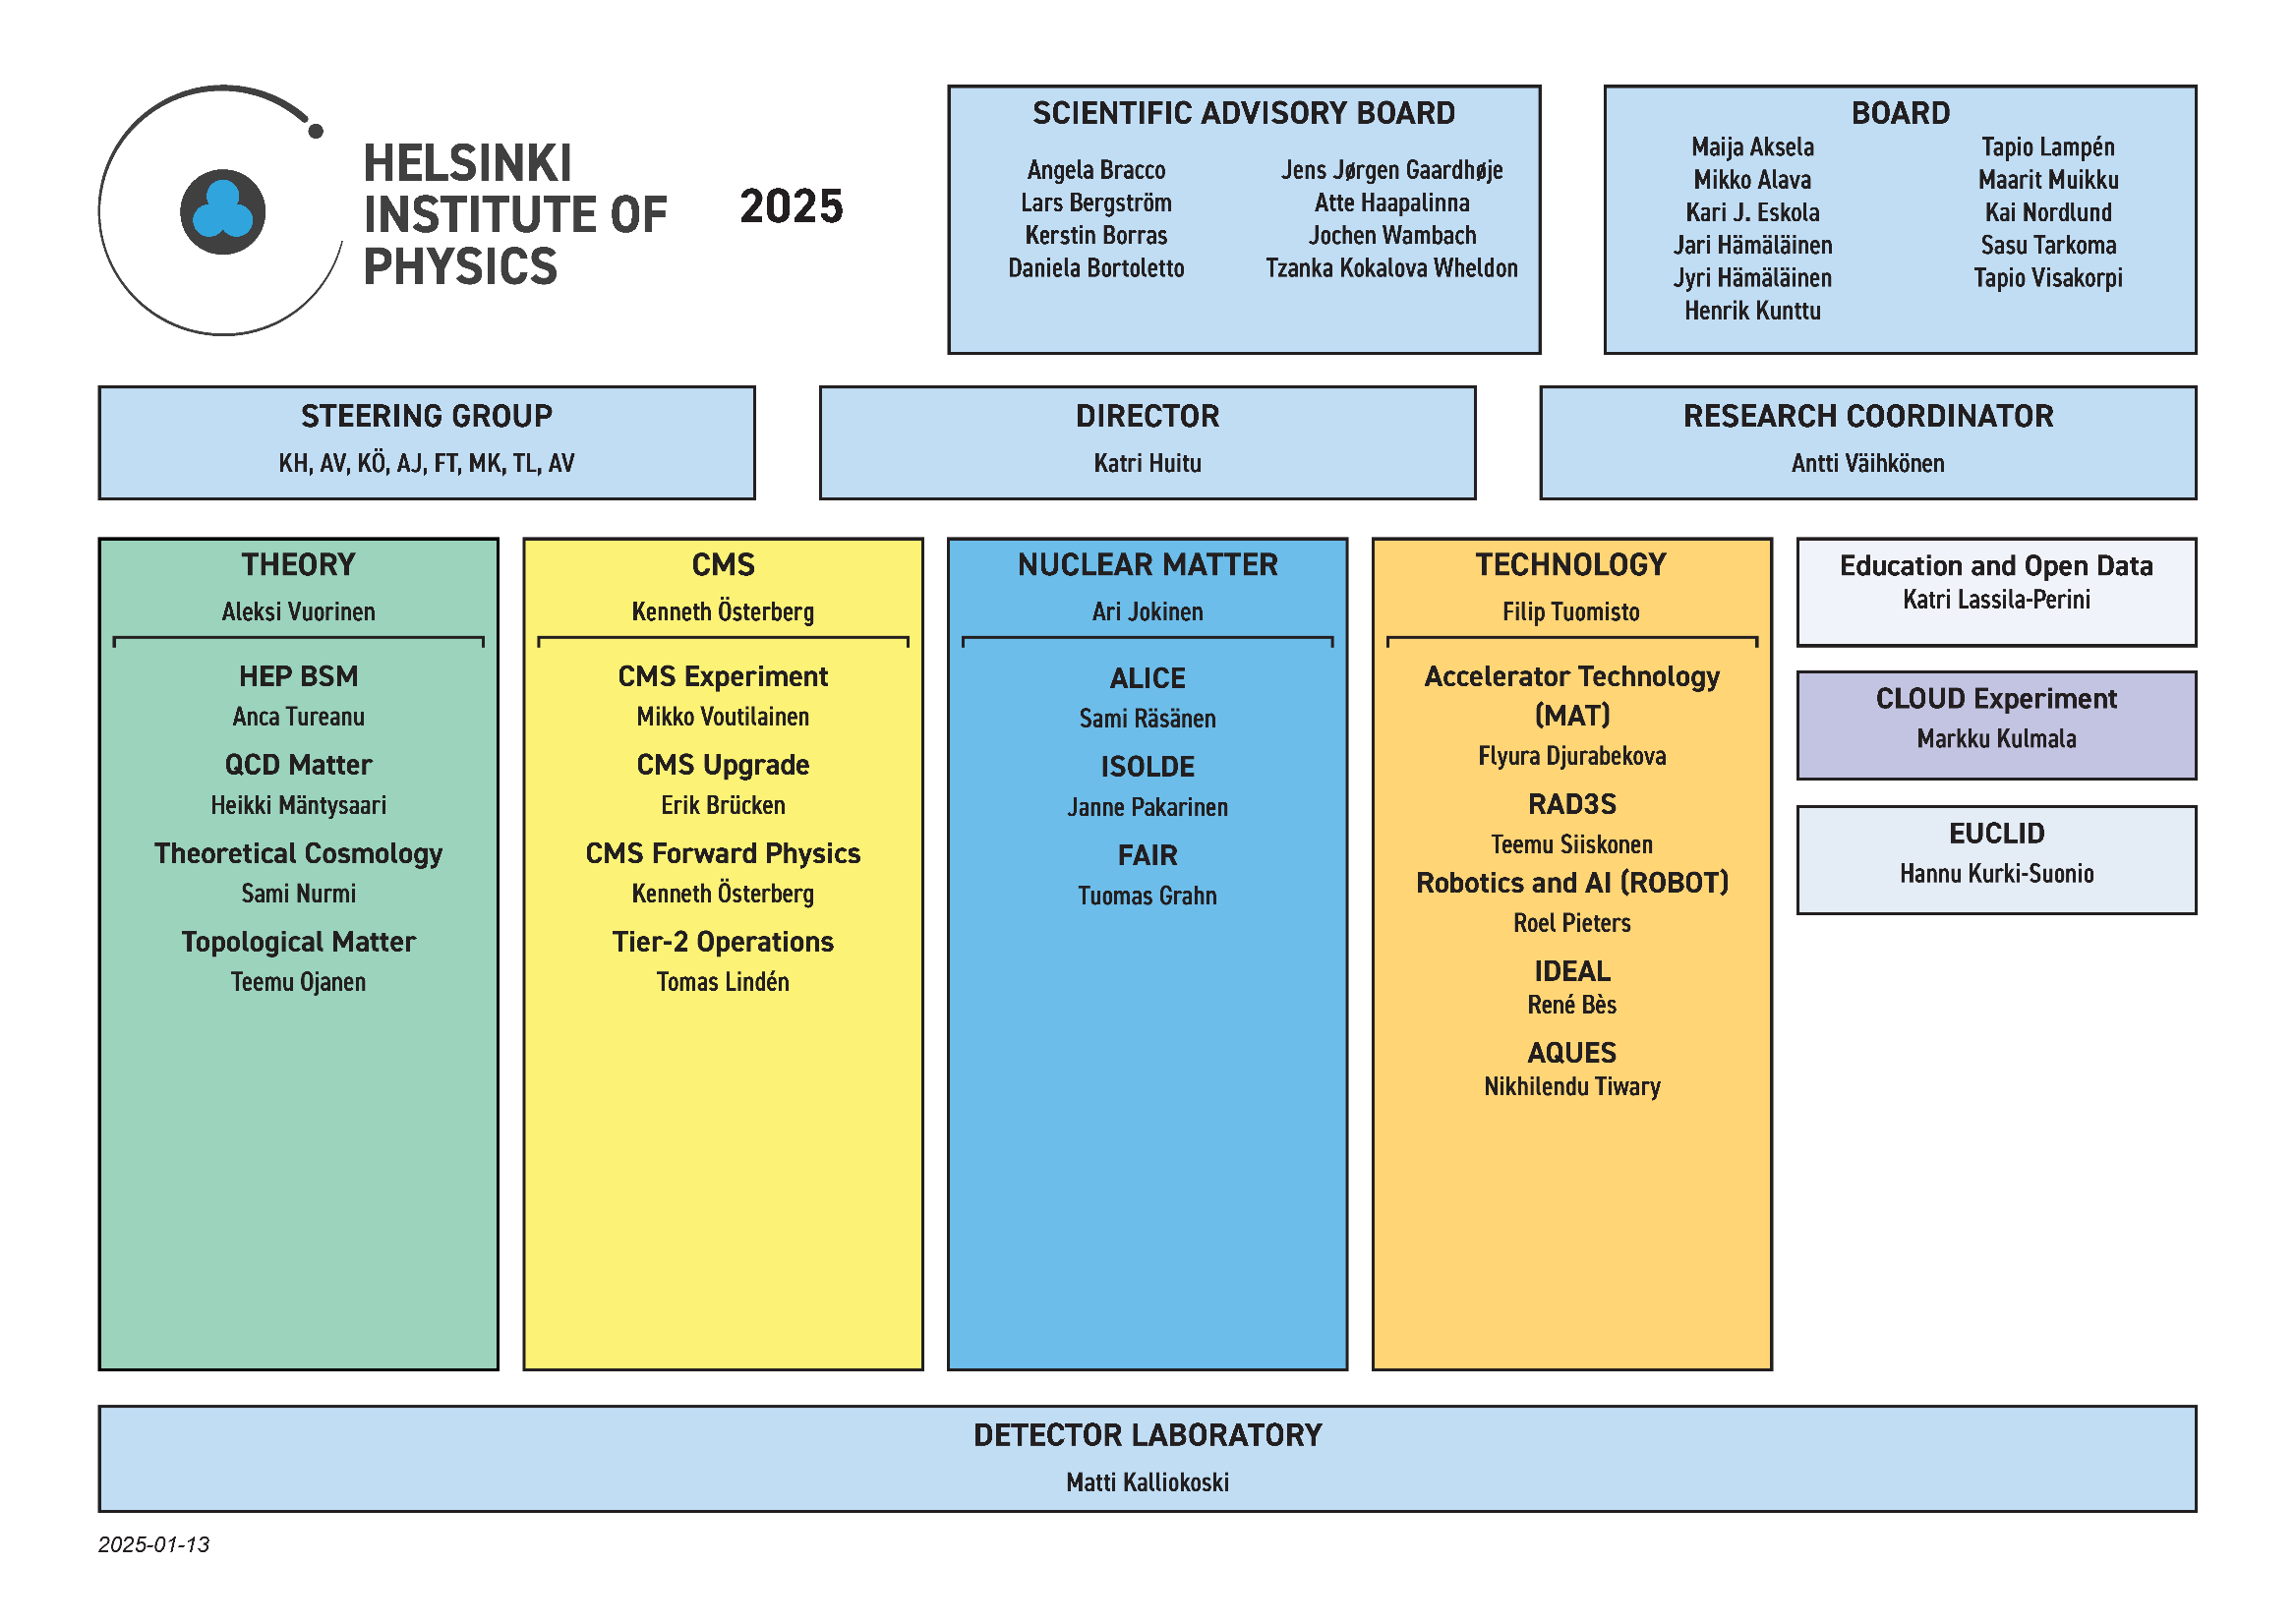 HELSINKI
INSTITUTE OF
PHYSICS
2025
SCIENTIFIC ADVISORY BOARD
Angela Bracco
Lars Bergström
Kerstin Borras
Daniela Bortoletto
Jens Jørgen Gaardhøje
Atte Haapalinna
Jochen Wambach
Tzanka Kokalova Wheldon
BOARD
Maija Aksela
Mikko Alava
Kari J. Eskola
Jari Hämäläinen
Jyri Hämäläinen
Henrik Kunttu
Tapio Lampén
Maarit Muikku
Kai Nordlund
Sasu Tarkoma
Tapio Visakorpi
STEERING GROUP
KH, AV, KÖ, AJ, FT, MK, TL, AV
DIRECTOR
Katri Huitu
RESEARCH COORDINATOR
Antti Väihkönen
THEORY
Aleksi Vuorinen
HEP BSM
Anca Tureanu
QCD Matter
Heikki Mäntysaari
Theoretical Cosmology
Sami Nurmi
Topological Matter
Teemu Ojanen
CMS
Kenneth Österberg
CMS Experiment
Mikko Voutilainen
CMS Upgrade
Erik Brücken
CMS Forward Physics
Kenneth Österberg
Tier-2 Operations
Tomas Lindén
NUCLEAR MATTER
Ari Jokinen
ALICE
Sami Räsänen
ISOLDE
Janne Pakarinen
FAIR
Tuomas Grahn
TECHNOLOGY
Filip Tuomisto
Accelerator Technology
(MAT)
Flyura Djurabekova
RAD3S
Teemu Siiskonen
Robotics and AI (ROBOT)
Roel Pieters
IDEAL
René Bès
AQUES
Nikhilendu Tiwary
Education and Open Data
Katri Lassila-Perini
CLOUD Experiment
Markku Kulmala
EUCLID
Hannu Kurki-Suonio
DETECTOR LABORATORY
Matti Kalliokoski
2025-01-13